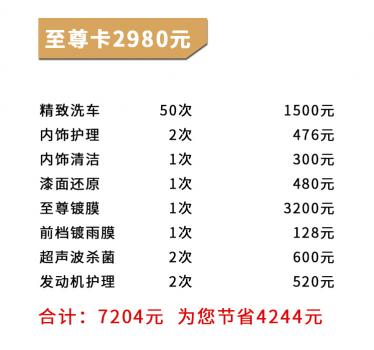 至尊卡2980元
精致洗车 50次 1500元
内饰护理 2次 476元
内饰清洁 1次 300元
漆面还原 1次 480元
至尊镀膜 1次 3200元
前档镀雨膜 1次 128元
超声波杀菌 2次 600元
发动机护理 2次 520元
合计：7204元 为您节省4244元